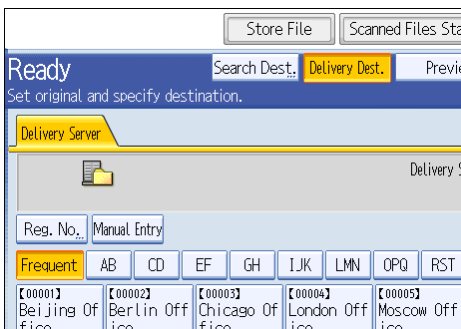 Store File Scanned Files Sta
Ready Search Dest. Delivery Dest. Previe
Set original and specify destination.
Delivery Server
Delivery S
Reg. No. Manual Entry
Frequent AB CD EF GH IJK LMN OPQ RST
【00001】 【00002】 【00003】 【00004】 【00005】
Beijing Of Berlin Off Chicago Of London Off Moscow Off
fice ice fice ice ice